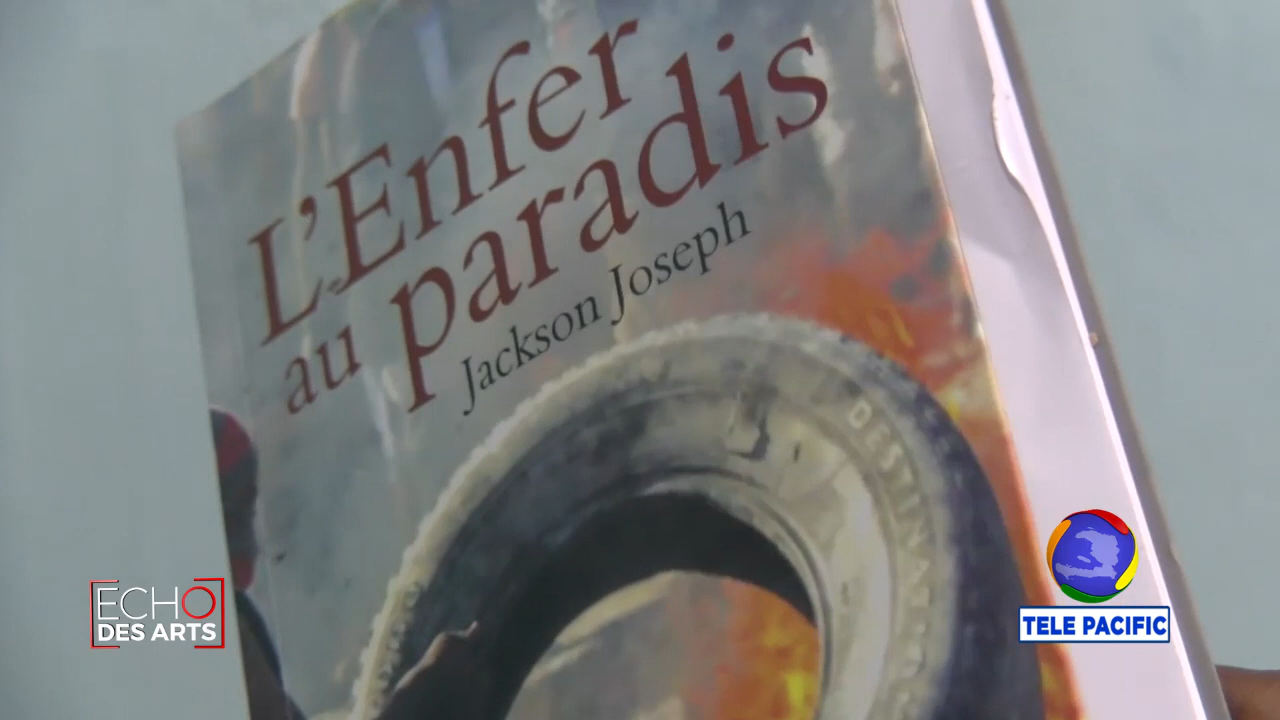 L'Enfer
au paradis
Jackson Joseph
ECHO
DES ARTS
TELE PACIFIC